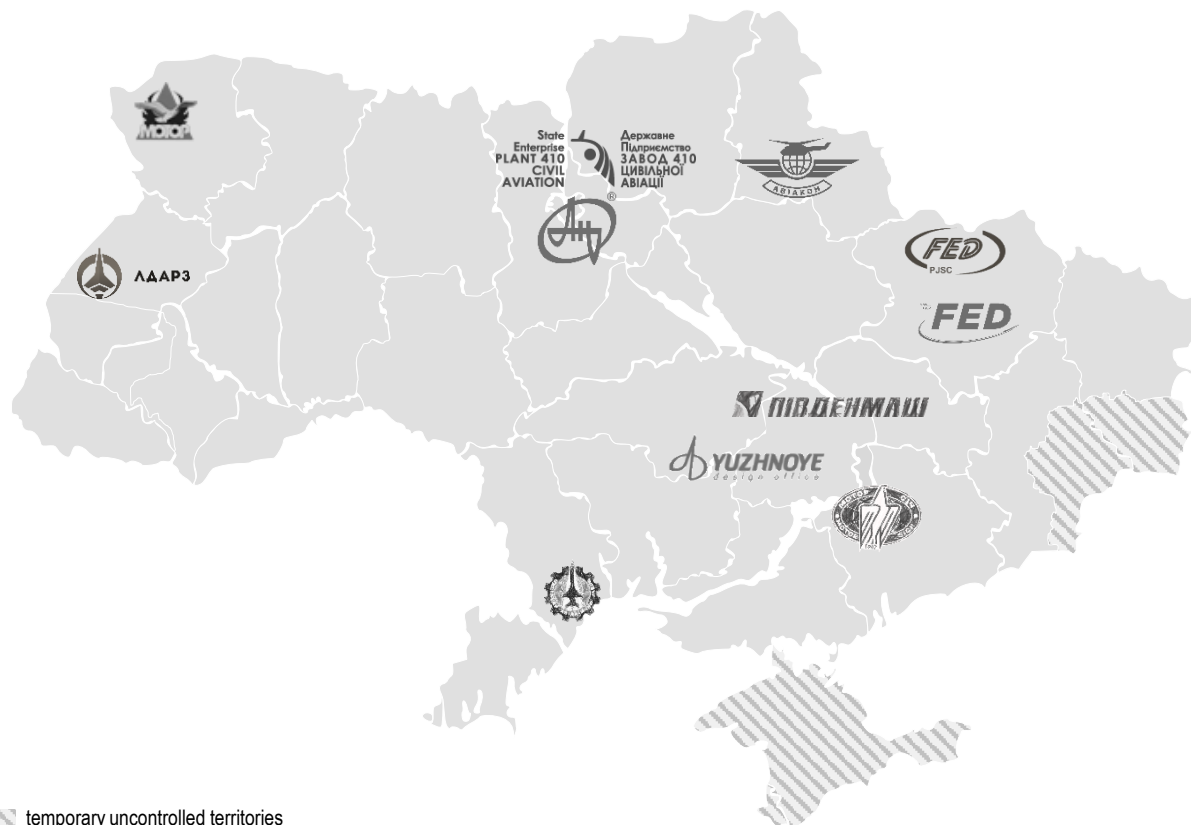 МОТОР
State
Enterprise
PLANT 410
CIVIL
AVIATION
Державне
Підприємство
ЗАВОД 410
ЦИВІЛЬНОЇ
АВІАЦІЇ
®
АВІАКОН
FED
PJSC
ЛДАРЗ
FED
ПІВДЕНМАШ
YUZHNOYE
design office
temporary uncontrolled territories